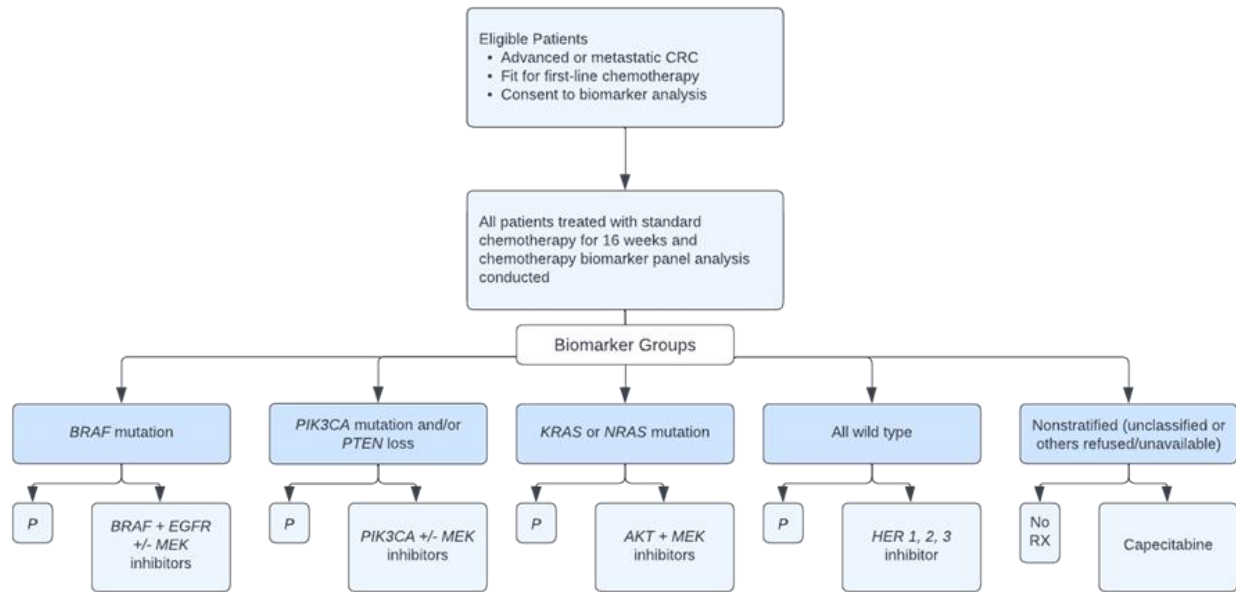 Eligible Patients
• Advanced or metastatic CRC
• Fit for first-line chemotherapy
• Consent to biomarker analysis
All patients treated with standard
chemotherapy for 16 weeks and
chemotherapy biomarker panel analysis
conducted
Biomarker Groups
BRAF mutation
PIK3CA mutation and/or
PTEN loss
KRAS or NRAS mutation
All wild type
Nonstratified (unclassified or
others refused/unavailable)
P
BRAF + EGFR
+/- MEK
inhibitors
P
PIK3CA +/- MEK
inhibitors
P
AKT + MEK
inhibitors
P
HER 1, 2, 3
inhibitor
No
RX
Capecitabine